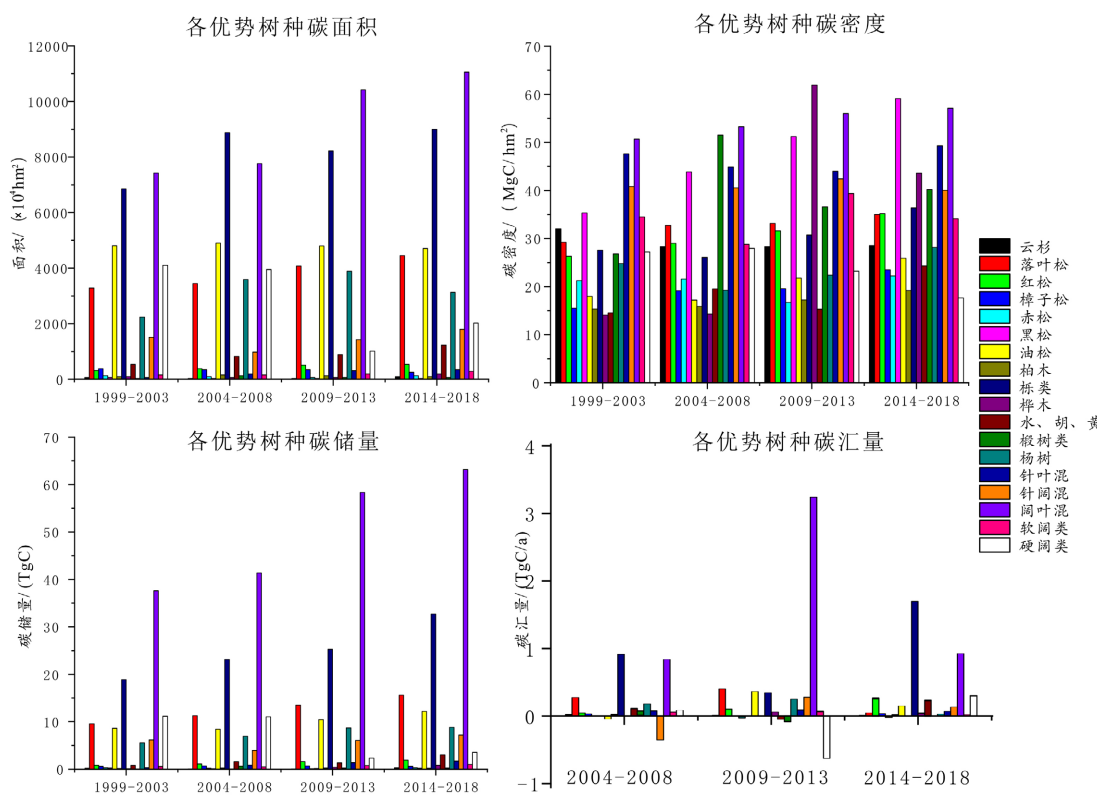 各优势树种碳面积
12000
10000
8000
6000
4000
2000
0
面积/ (×10⁴hm²)
1999-2003
2004-2008
2009-2013
2014-2018
各优势树种碳密度
70
60
50
40
30
20
10
0
碳密度/ ( MgC/ hm²)
1999-2003
2004-2008
2009-2013
2014-2018
云杉
落叶松
红松
樟子松
赤松
黑松
油松
柏木
栎类
桦木
水、胡、黄
椴树类
杨树
针叶混
针阔混
阔叶混
软阔类
硬阔类
各优势树种碳储量
70
60
50
40
30
20
10
0
碳储量/ (TgC)
1999-2003
2004-2008
2009-2013
2014-2018
各优势树种碳汇量
4
3
2
1
0
-1
碳汇量/ (TgC/a)
2004-2008
2009-2013
2014-2018